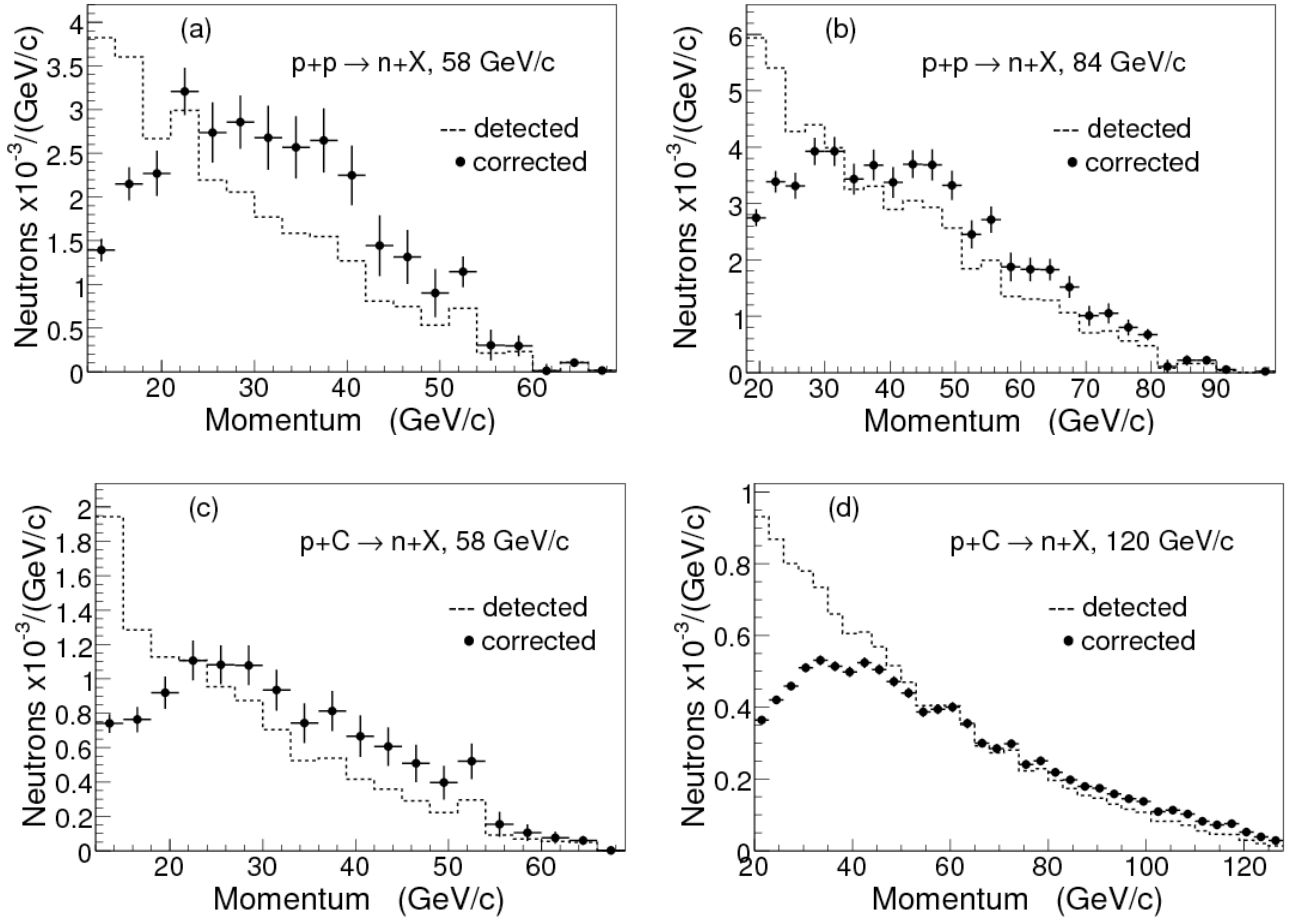 (a)
p+p → n+X, 58 GeV/c
detected
corrected
Neutrons x10⁻³/(GeV/c)
4
3.5
3
2.5
2
1.5
1
0.5
0
20 30 40 50 60
Momentum (GeV/c)
(b)
p+p → n+X, 84 GeV/c
detected
corrected
Neutrons x10⁻³/(GeV/c)
6
5
4
3
2
1
0
20 30 40 50 60 70 80 90
Momentum (GeV/c)
(c)
p+C → n+X, 58 GeV/c
detected
corrected
Neutrons x10⁻³/(GeV/c)
2
1.8
1.6
1.4
1.2
1
0.8
0.6
0.4
0.2
0
20 30 40 50 60
Momentum (GeV/c)
(d)
p+C → n+X, 120 GeV/c
detected
corrected
Neutrons x10⁻³/(GeV/c)
1
0.8
0.6
0.4
0.2
0
20 40 60 80 100 120
Momentum (GeV/c)